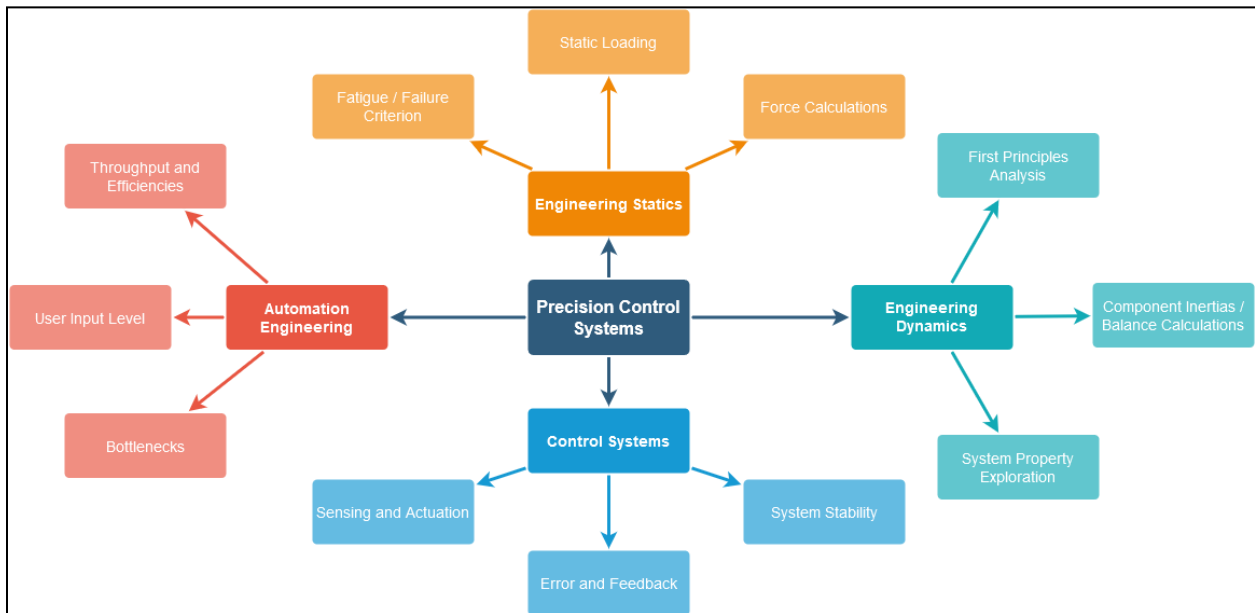 Static Loading
Fatigue / Failure
Criterion
Force Calculations
Throughput and
Efficiencies
First Principles
Analysis
Engineering Statics
User Input Level
Automation
Engineering
Precision Control
Systems
Engineering
Dynamics
Component Inertias /
Balance Calculations
Bottlenecks
Control Systems
System Property
Exploration
Sensing and Actuation
System Stability
Error and Feedback